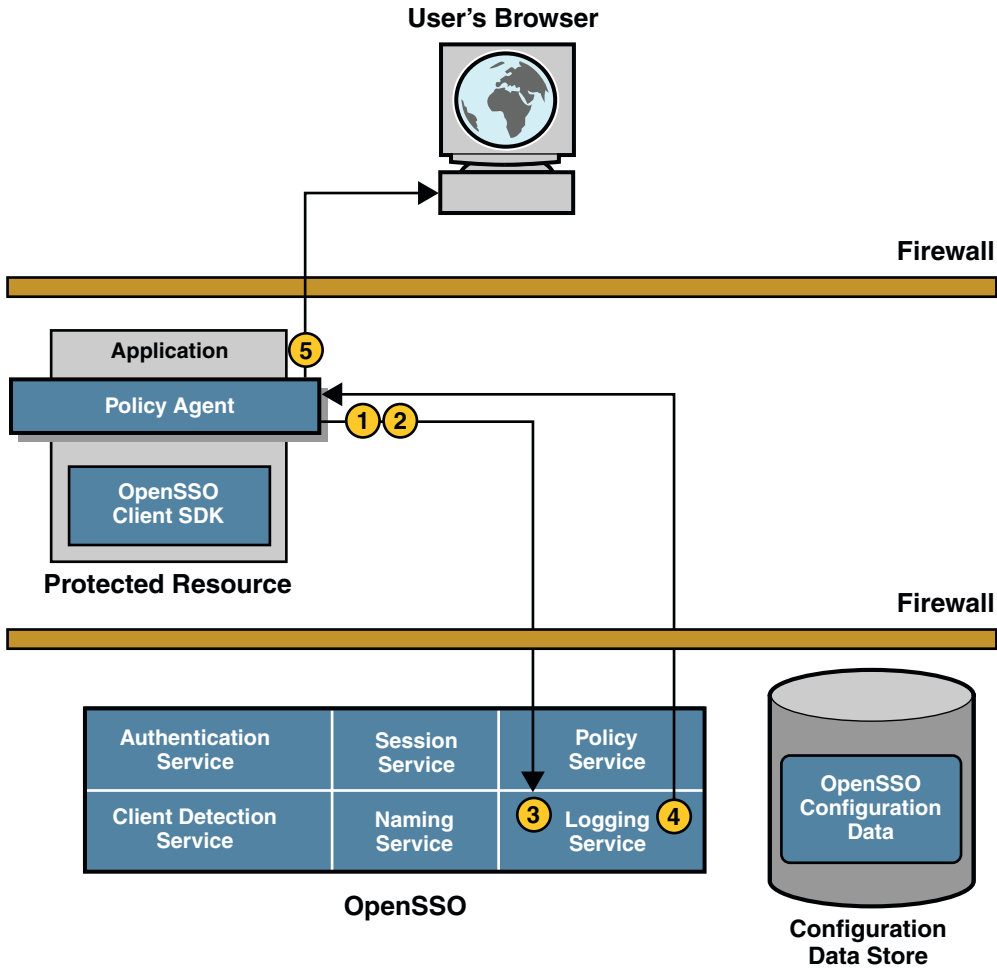 User's Browser
Firewall
Application
5
Policy Agent
1
2
OpenSSO
Client SDK
Protected Resource
Firewall
Authentication
Service
Session
Service
Policy
Service
Client Detection
Service
Naming
Service
3
Logging
Service
4
OpenSSO
OpenSSO
Configuration
Data
Configuration
Data Store